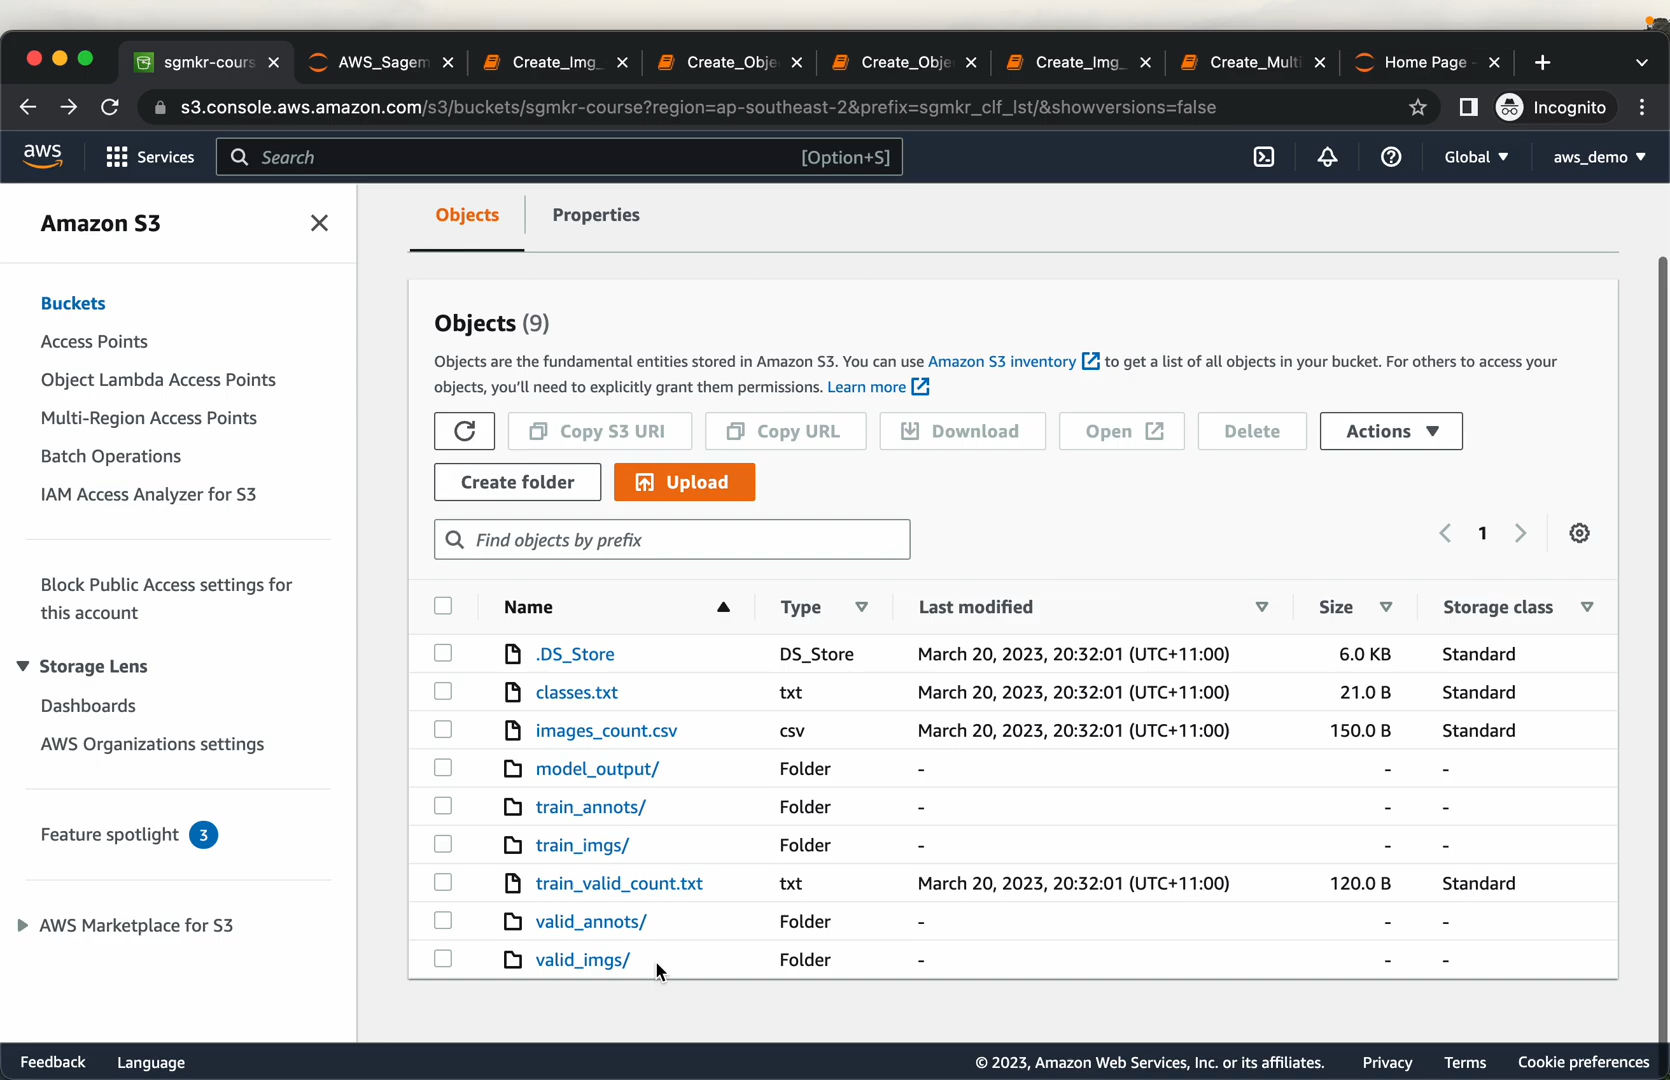 sgmkr-cours
AWS_Sagem
Create_Img_
Create_Obje
Create_Obje
Create_Img_
Create_Multi
Home Page -
s3.console.aws.amazon.com/s3/buckets/sgmkr-course?region=ap-southeast-2&prefix=sgmkr_clf_lst/&showversions=false
Incognito
aws
Services
Search
[Option+S]
Global
aws_demo
Amazon S3
Buckets
Access Points
Object Lambda Access Points
Multi-Region Access Points
Batch Operations
IAM Access Analyzer for S3
Block Public Access settings for
this account
Storage Lens
Dashboards
AWS Organizations settings
Feature spotlight 3
AWS Marketplace for S3
Objects
Properties
Objects (9)
Objects are the fundamental entities stored in Amazon S3. You can use Amazon S3 inventory to get a list of all objects in your bucket. For others to access your
objects, you'll need to explicitly grant them permissions. Learn more
Copy S3 URI
Copy URL
Download
Open
Delete
Actions
Create folder
Upload
Find objects by prefix
1
Name Type Last modified Size Storage class
.DS_Store DS_Store March 20, 2023, 20:32:01 (UTC+11:00) 6.0 KB Standard
classes.txt txt March 20, 2023, 20:32:01 (UTC+11:00) 21.0 B Standard
images_count.csv csv March 20, 2023, 20:32:01 (UTC+11:00) 150.0 B Standard
model_output/ Folder - - -
train_annots/ Folder - - -
train_imgs/ Folder - - -
train_valid_count.txt txt March 20, 2023, 20:32:01 (UTC+11:00) 120.0 B Standard
valid_annots/ Folder - - -
valid_imgs/ Folder - - -
Feedback
Language
© 2023, Amazon Web Services, Inc. or its affiliates.
Privacy
Terms
Cookie preferences